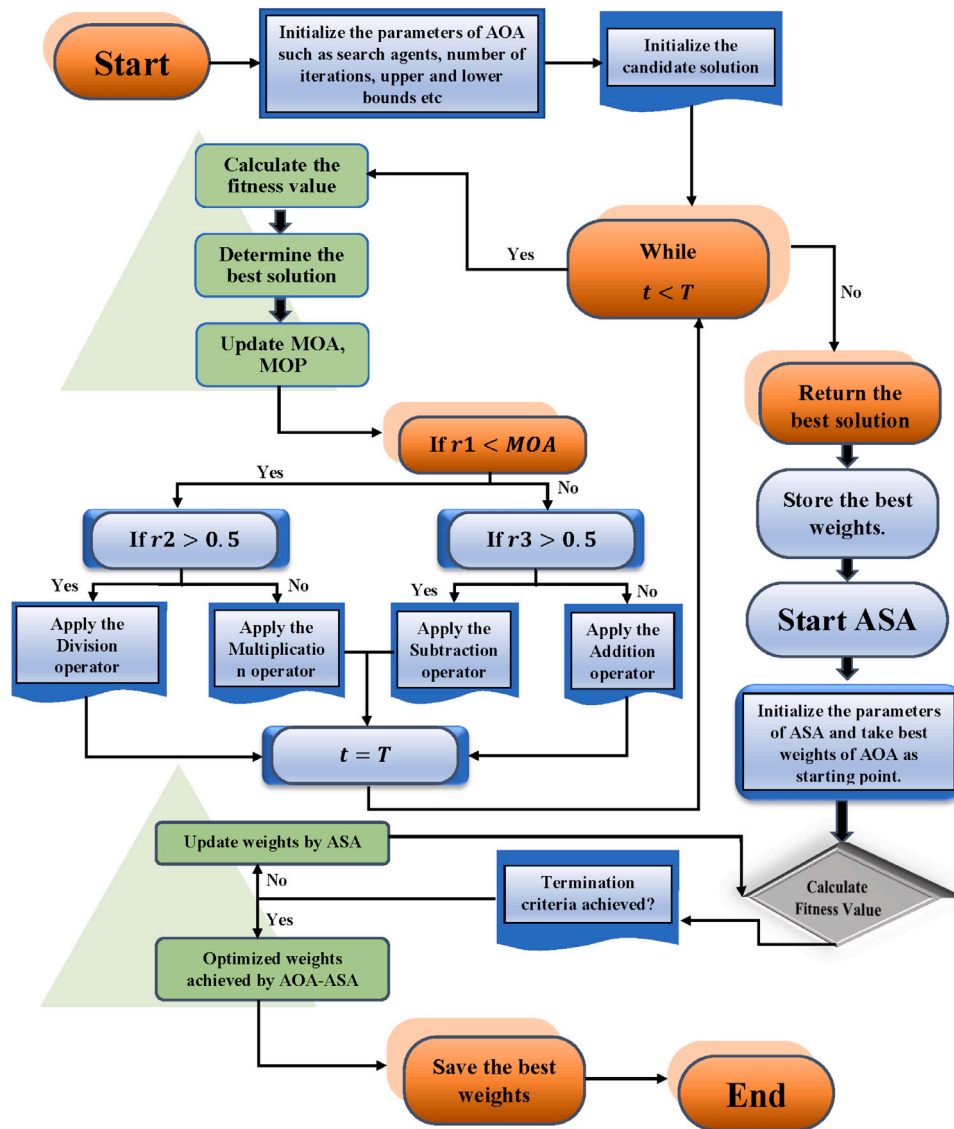 Start
Initialize the parameters of AOA
such as search agents, number of
iterations, upper and lower
bounds etc
Initialize the
candidate solution
Calculate the
fitness value
Determine the
best solution
Update MOA,
MOP
Yes
While
t < T
No
Return the
best solution
If r1 < MOA
Yes
No
Store the best
weights.
If r2 > 0.5
If r3 > 0.5
Yes
No
Yes
No
Start ASA
Apply the
Division
operator
Apply the
Multiplicatio
n operator
Apply the
Subtraction
operator
Apply the
Addition
operator
Initialize the parameters
of ASA and take best
weights of AOA as
starting point.
t = T
Update weights by ASA
No
Yes
Termination
criteria achieved?
Calculate
Fitness Value
Optimized weights
achieved by AOA-ASA
Save the best
weights
End